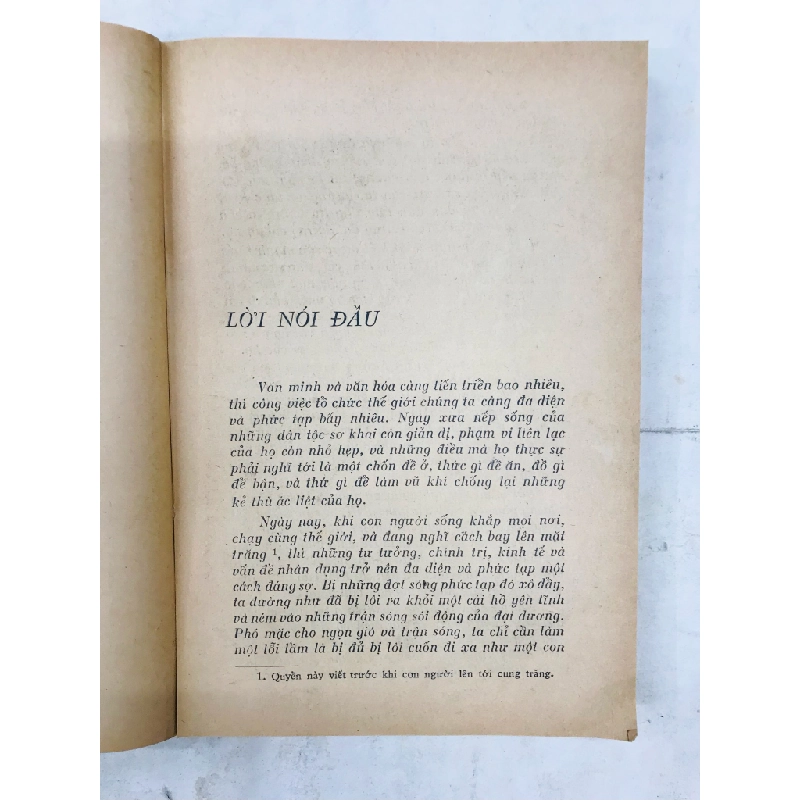 LỜI NÓI ĐẦU
Văn minh và văn hóa càng tiến triển bao nhiêu,
thì công việc tổ chức thế giới chúng ta càng đa diện
và phức tạp bấy nhiêu. Ngày xưa nếp sống của
những dân tộc sơ khai còn giản dị, phạm vi liên lạc
của họ còn nhỏ hẹp, và những điều mà họ thực sự
phải nghĩ tới là một chốn để ở, thức gì để ăn, đồ gì
để bận, và thứ gì để làm vũ khí chống lại những
kẻ thù ác liệt của họ.
Ngày nay, khi con người sống khắp mọi nơi,
chạy cùng thế giới, và đang nghĩ cách bay lên mặt
trăng ¹, thì những tư tưởng, chính trị, kinh tế và
vấn đề nhân dụng trở nên đa diện và phức tạp một
cách đáng sợ. Bị những đợt sóng phức tạp đó xô đẩy,
ta dường như đã bị lôi ra khỏi một cái hồ yên tĩnh
và ném vào những trận sóng sôi động của đại dương.
Phó mặc cho ngọn gió và trận sóng, ta chỉ cần làm
một lỗi lầm là bị đủ bị lôi cuốn đi xa như một con
1. Quyển này viết trước khi con người lên tới cung trăng.